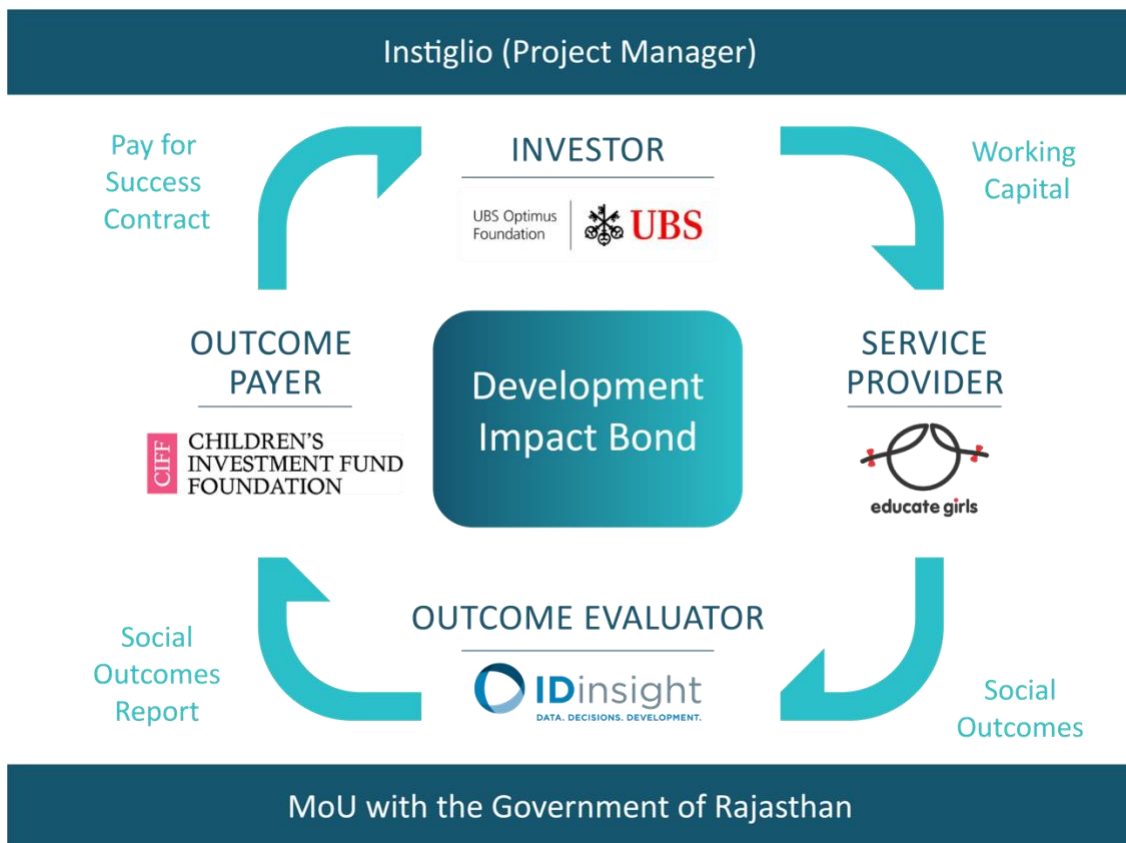 Instiglio (Project Manager)
Pay for
Success
Contract
INVESTOR
UBS Optimus
Foundation
UBS
Working
Capital
OUTCOME
PAYER
CIFF
CHILDREN'S
INVESTMENT FUND
FOUNDATION
Development
Impact Bond
SERVICE
PROVIDER
educate girls
Social
Outcomes
Report
OUTCOME EVALUATOR
IDinsight
DATA. DECISIONS. DEVELOPMENT.
Social
Outcomes
MoU with the Government of Rajasthan